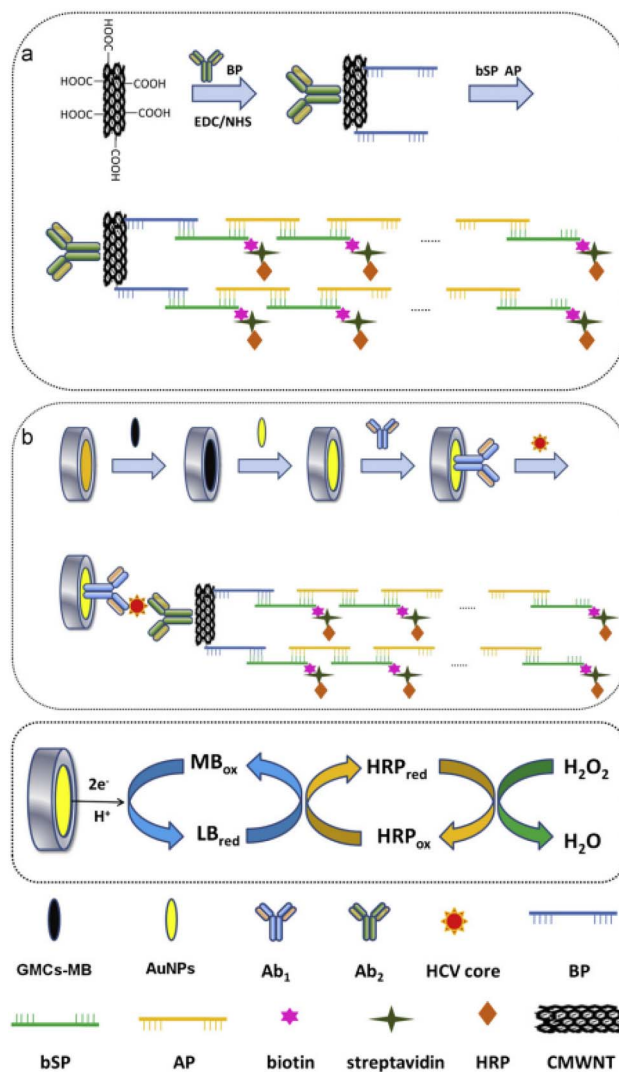 a
HOOC
HOOC
COOH
HOOC
COOH
COOH
BP
EDC/NHS
bSP AP
......
......
b
......
......
2e-
H+
MBox
LBred
HRPred
HRPox
H2O2
H2O
GMCs-MB AuNPs Ab1 Ab2 HCV core BP
bSP AP biotin streptavidin HRP CMWNT